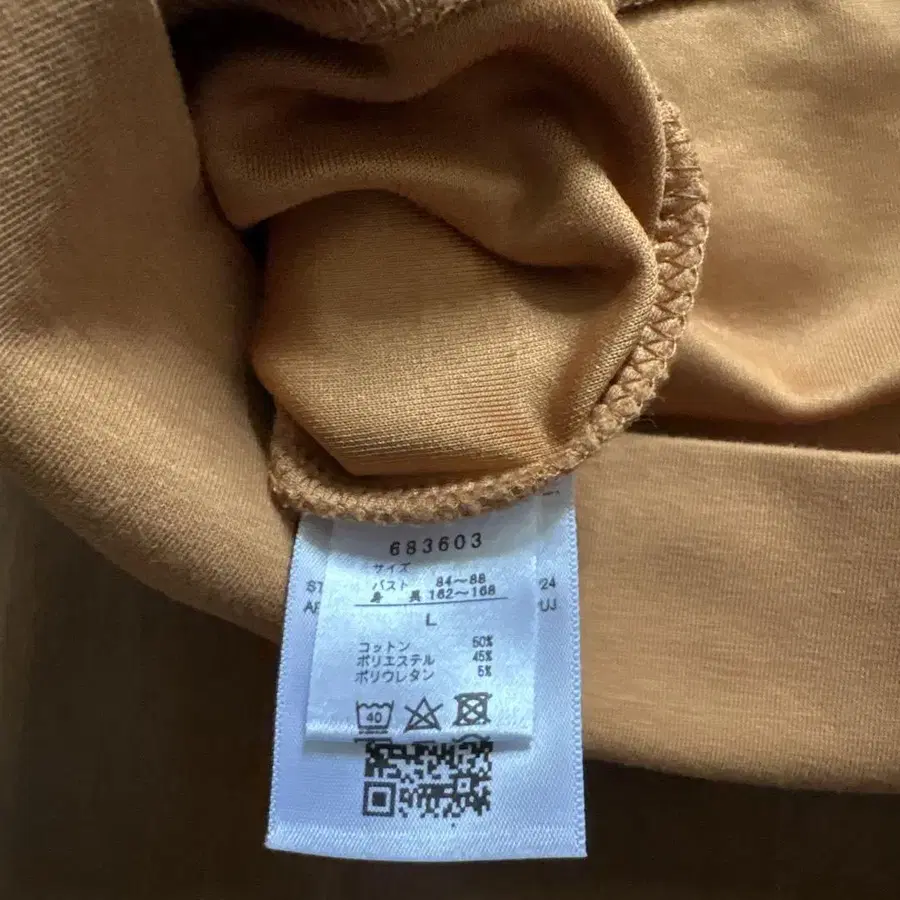 683603
サイズ
バスト 84〜88
身 長 162〜168
L
コットン 50%
ポリエステル 45%
ポリウレタン 5%
40